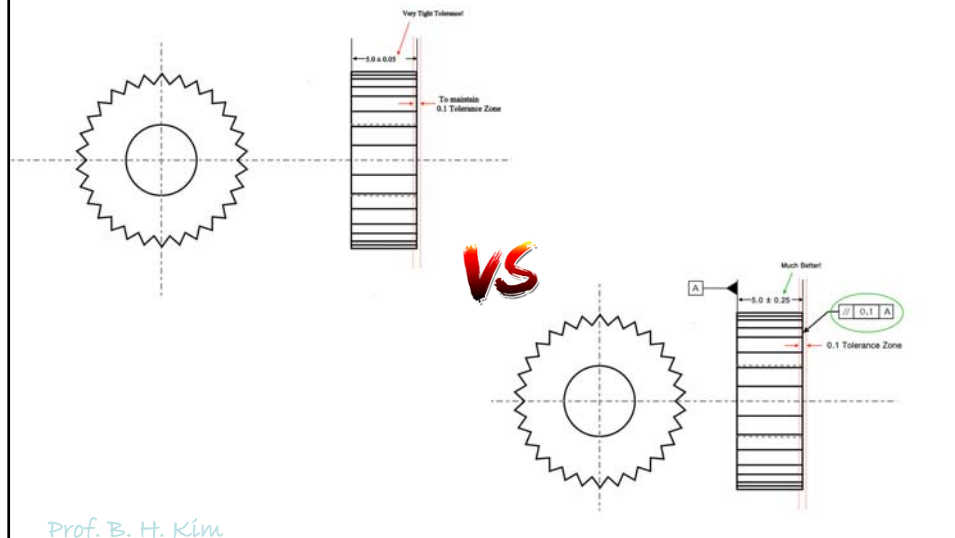 Very Tight Tolerance!
5.0 ± 0.05
To maintain
0.1 Tolerance Zone
VS
Much Better!
A
5.0 ± 0.25
// 0.1 A
0.1 Tolerance Zone
Prof. B. H. Kim